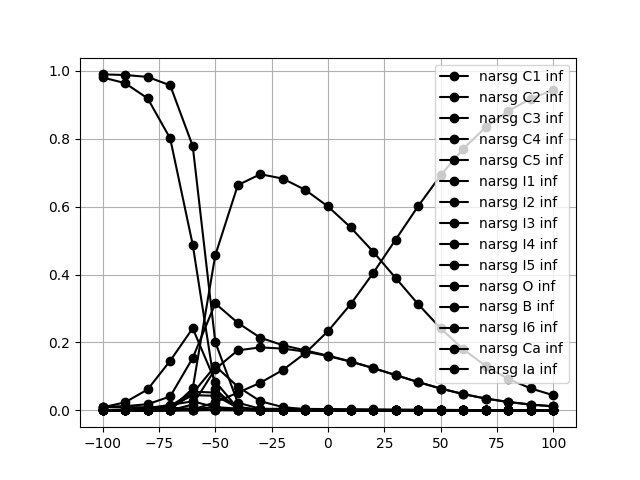 1.0
0.8
0.6
0.4
0.2
0.0
−100
−75
−50
−25
0
25
50
75
100
narsg C1 inf
narsg C2 inf
narsg C3 inf
narsg C4 inf
narsg C5 inf
narsg I1 inf
narsg I2 inf
narsg I3 inf
narsg I4 inf
narsg I5 inf
narsg O inf
narsg B inf
narsg I6 inf
narsg Ca inf
narsg Ia inf